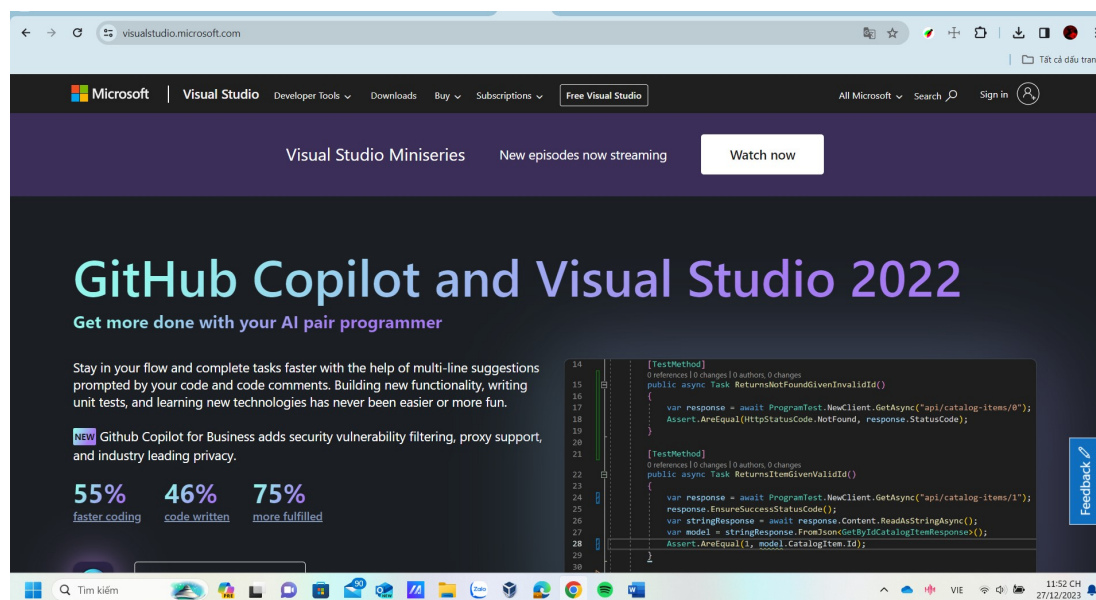 visualstudio.microsoft.com
Tất cả dấu tran
Microsoft Visual Studio Developer Tools Downloads Buy Subscriptions Free Visual Studio All Microsoft Search Sign in
Visual Studio Miniseries New episodes now streaming Watch now
GitHub Copilot and Visual Studio 2022
Get more done with your AI pair programmer
Stay in your flow and complete tasks faster with the help of multi-line suggestions
prompted by your code and code comments. Building new functionality, writing
unit tests, and learning new technologies has never been easier or more fun.
NEW Github Copilot for Business adds security vulnerability filtering, proxy support,
and industry leading privacy.
55% 46% 75%
faster coding code written more fulfilled
14 [TestMethod]
0 references | 0 changes | 0 authors, 0 changes
15 public async Task ReturnsNotFoundGivenInvalidId()
16 {
17 var response = await ProgramTest.NewClient.GetAsync("api/catalog-items/0");
18 Assert.AreEqual(HttpStatusCode.NotFound, response.StatusCode);
19 }
20
21 [TestMethod]
0 references | 0 changes | 0 authors, 0 changes
22 public async Task ReturnsItemGivenValidId()
23 {
24 var response = await ProgramTest.NewClient.GetAsync("api/catalog-items/1");
25 response.EnsureSuccessStatusCode();
26 var stringResponse = await response.Content.ReadAsStringAsync();
27 var model = stringResponse.FromJson<GetByIdCatalogItemResponse>();
28 Assert.AreEqual(1, model.CatalogItem.Id);
29 }
30
Feedback
Tìm kiếm PRE 90 NEW Zalo VIE 11:52 CH
27/12/2023